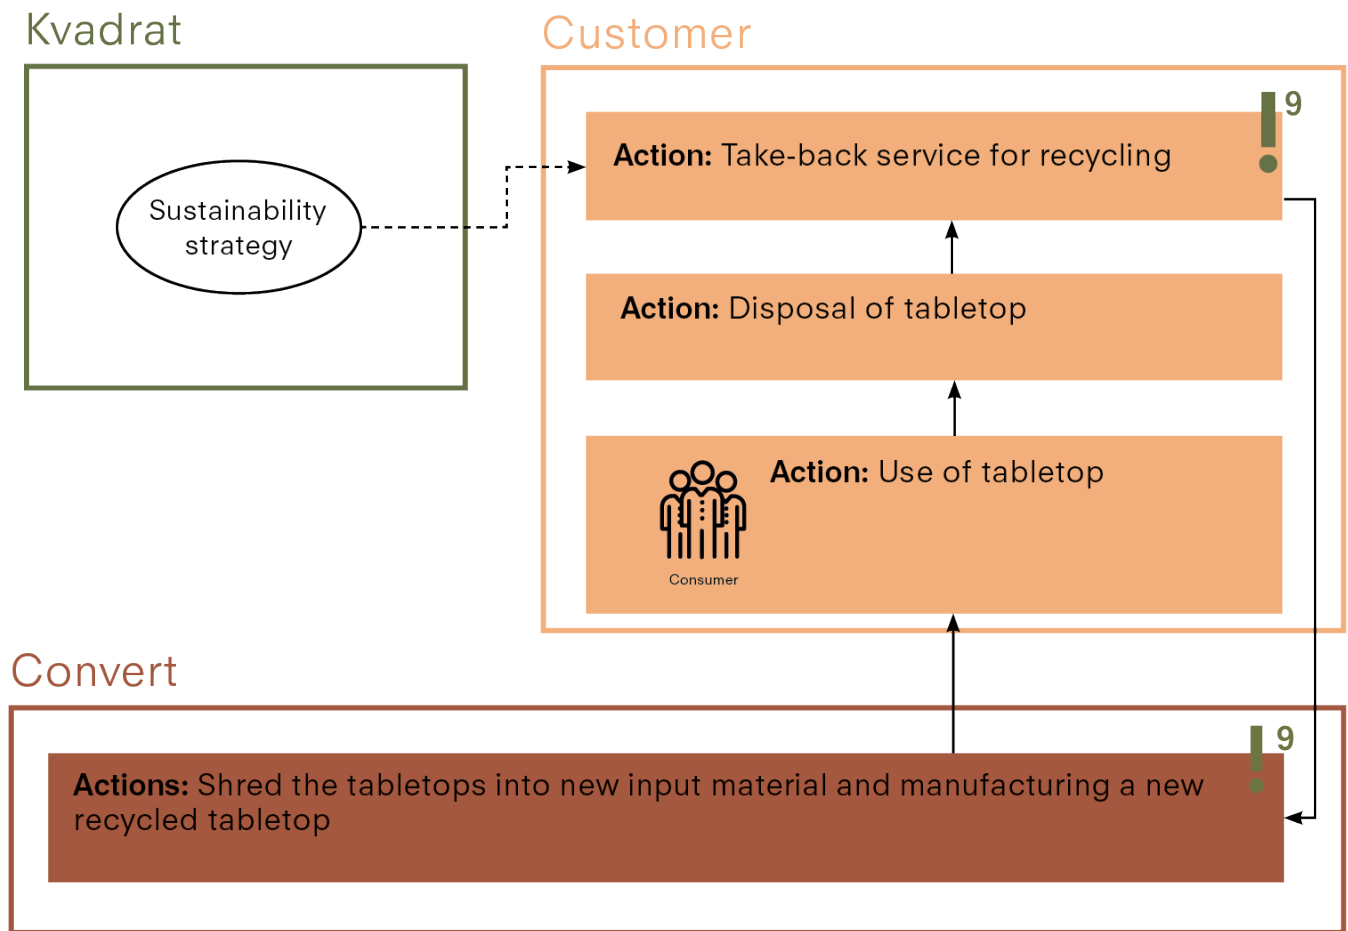 Kvadrat
Sustainability
strategy
Customer
Action: Take-back service for recycling
! 9
Action: Disposal of tabletop
Action: Use of tabletop
Consumer
Convert
Actions: Shred the tabletops into new input material and manufacturing a new
recycled tabletop
! 9